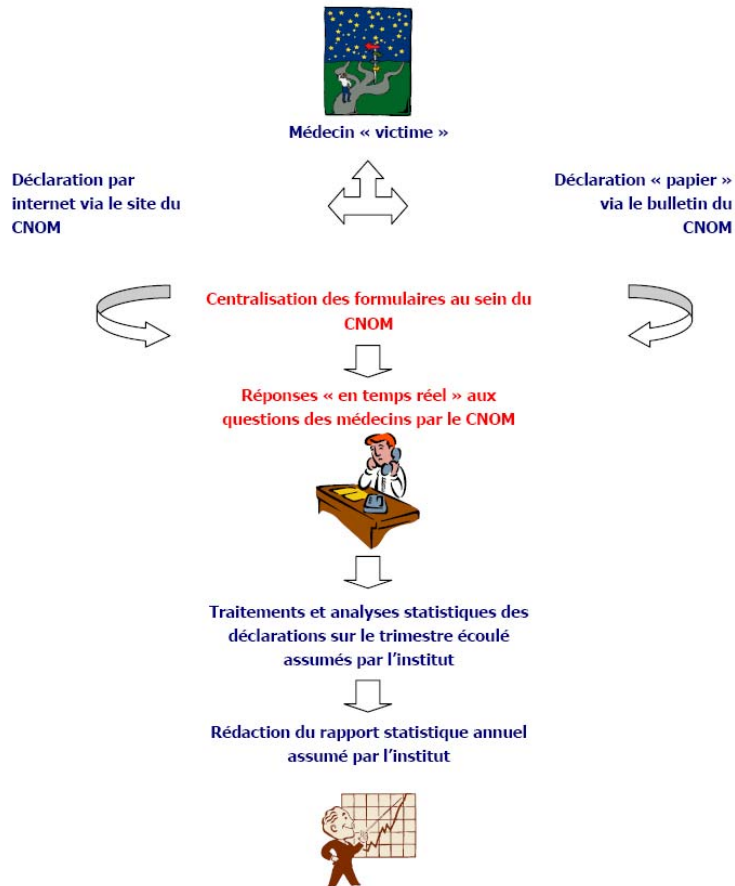 Médecin « victime »
Déclaration par
internet via le site du
CNOM
Déclaration « papier »
via le bulletin du
CNOM
Centralisation des formulaires au sein du
CNOM
Réponses « en temps réel » aux
questions des médecins par le CNOM
Traitements et analyses statistiques des
déclarations sur le trimestre écoulé
assumés par l'institut
Rédaction du rapport statistique annuel
assumé par l'institut